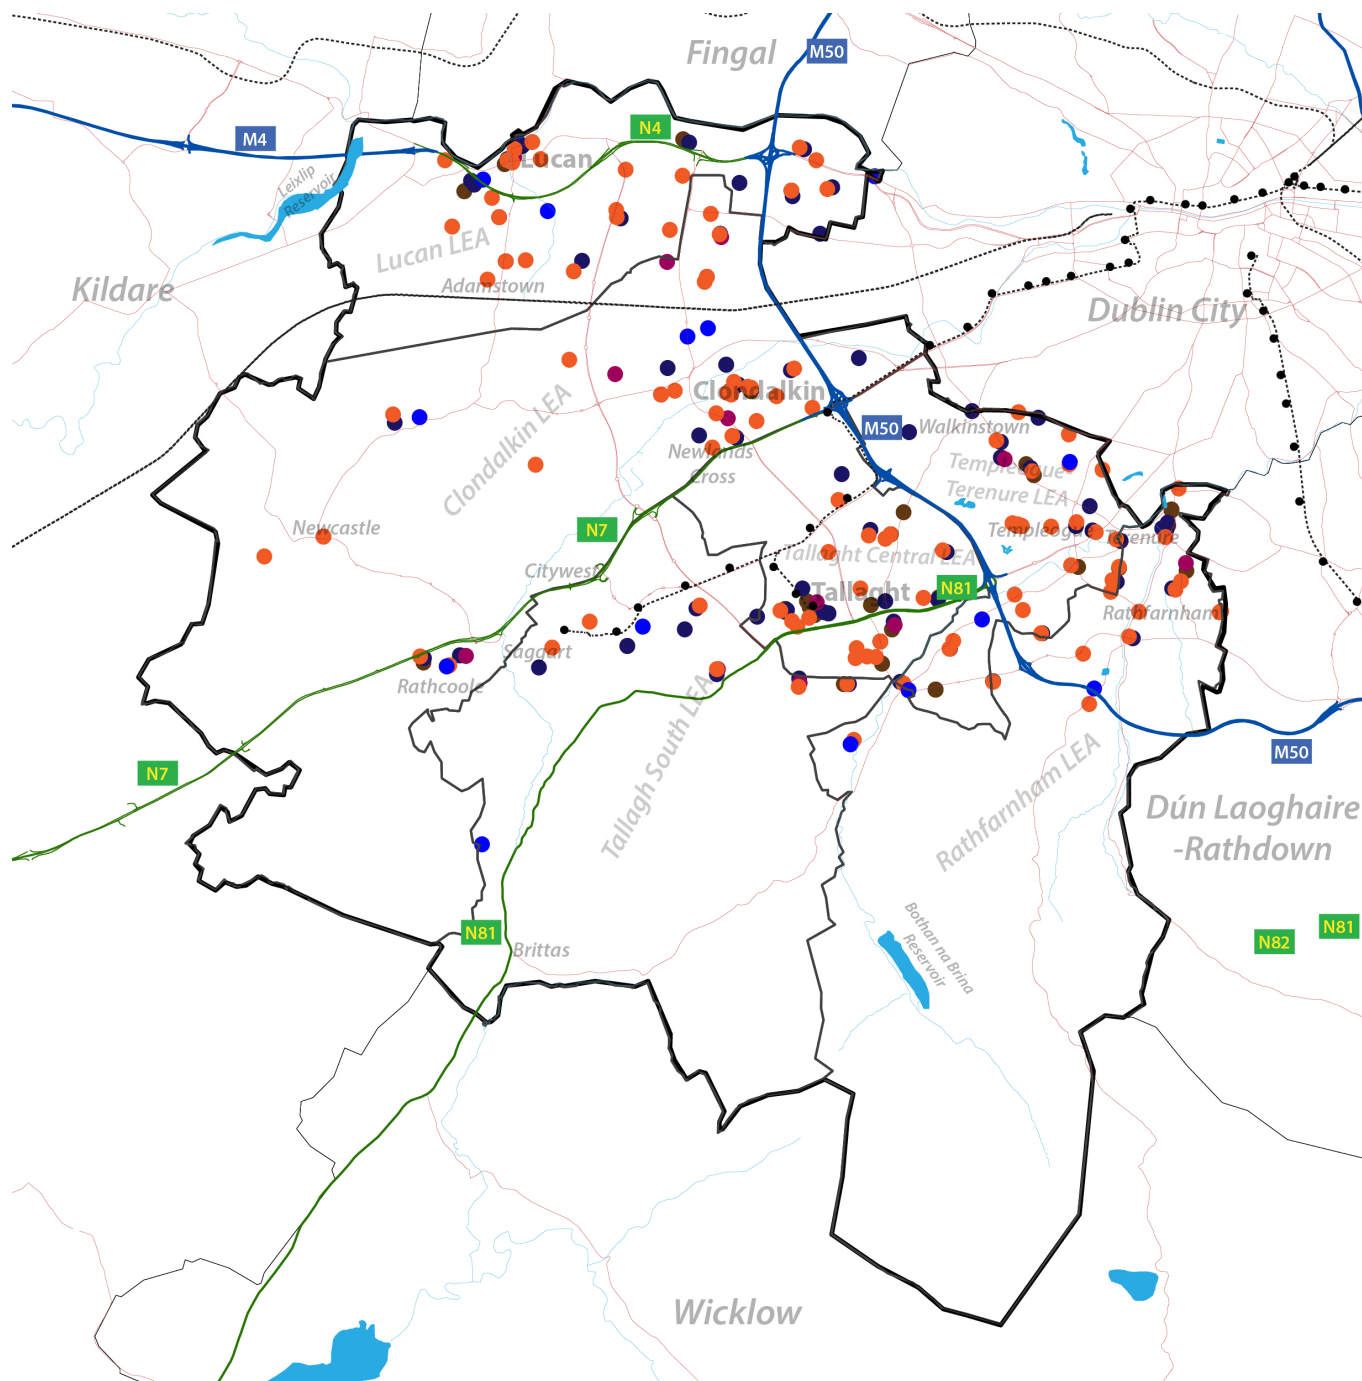 Fingal
M50
N4
M4
Lucan
Leixlip
Reservoir
Lucan LEA
Kildare
Adamstown
Dublin City
Clondalkin
Clondalkin LEA
M50
Walkinstown
Newlands
Cross
Templeogue
Terenure LEA
Newcastle
N7
Templeogue
Terenure
Tallaght Central LEA
Citywest
Tallaght
N81
Rathfarnham
Saggart
Rathcoole
Tallagh South LEA
Rathfarnham LEA
M50
N7
Dún Laoghaire
-Rathdown
N81
Brittas
Bothan na Brina
Reservoir
N81
N82
Wicklow